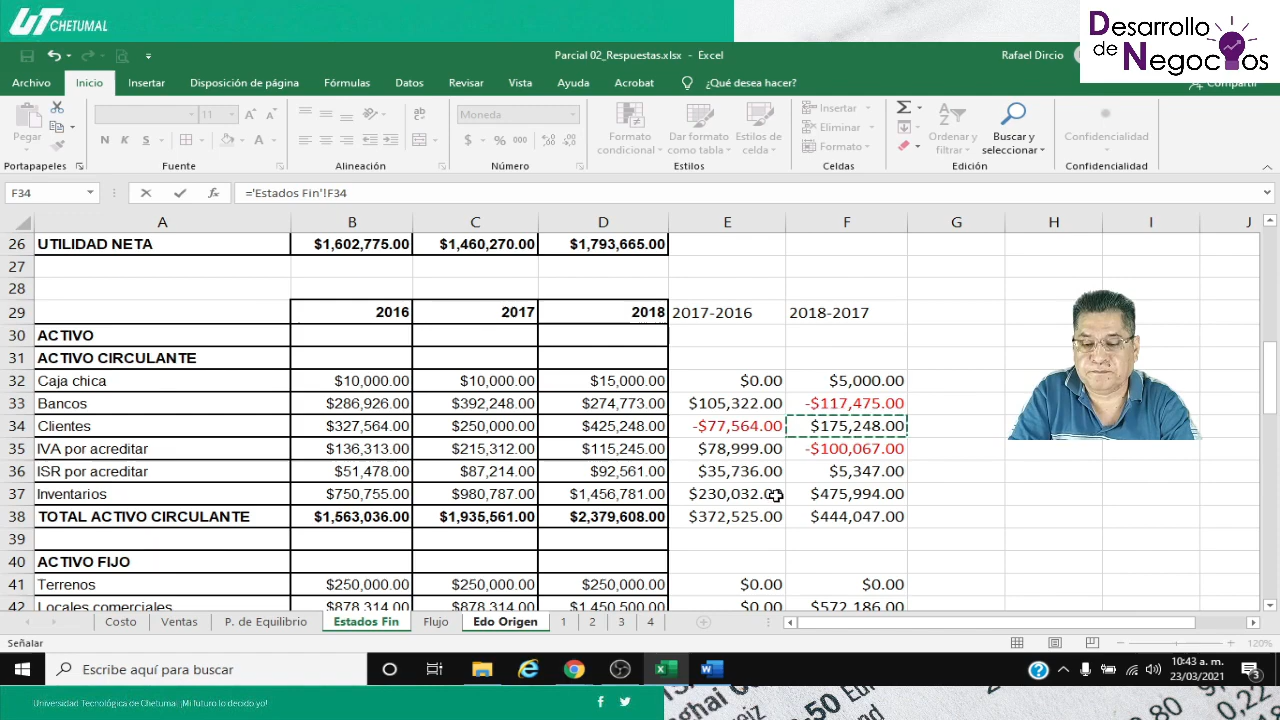 UT CHETUMAL
Desarrollo de Negocios
Parcial 02_Respuestas.xlsx - Excel
Rafael Dircio
Archivo Inicio Insertar Disposición de página Fórmulas Datos Revisar Vista Ayuda Acrobat ¿Qué desea hacer? Compartir
Pegar
Portapapeles
11
N K S
Fuente
Alineación
Moneda
$ % 000
Número
Formato condicional
Dar formato como tabla
Estilos de celda
Estilos
Insertar
Eliminar
Formato
Celdas
Ordenar y filtrar
Buscar y seleccionar
Edición
Confidencialidad
Confidencialidad
F34 ='Estados Fin'!F34
A B C D E F G H I J
26 UTILIDAD NETA $1,602,775.00 $1,460,270.00 $1,793,665.00
27
28
29 2016 2017 2018 2017-2016 2018-2017
30 ACTIVO
31 ACTIVO CIRCULANTE
32 Caja chica $10,000.00 $10,000.00 $15,000.00 $0.00 $5,000.00
33 Bancos $286,926.00 $392,248.00 $274,773.00 $105,322.00 -$117,475.00
34 Clientes $327,564.00 $250,000.00 $425,248.00 -$77,564.00 $175,248.00
35 IVA por acreditar $136,313.00 $215,312.00 $115,245.00 $78,999.00 -$100,067.00
36 ISR por acreditar $51,478.00 $87,214.00 $92,561.00 $35,736.00 $5,347.00
37 Inventarios $750,755.00 $980,787.00 $1,456,781.00 $230,032.00 $475,994.00
38 TOTAL ACTIVO CIRCULANTE $1,563,036.00 $1,935,561.00 $2,379,608.00 $372,525.00 $444,047.00
39
40 ACTIVO FIJO
41 Terrenos $250,000.00 $250,000.00 $250,000.00 $0.00 $0.00
42 Locales comerciales $878,314.00 $878,314.00 $1,450,500.00 $0.00 $572,186.00
Costo Ventas P. de Equilibrio Estados Fin Flujo Edo Origen 1 2 3 4
Señalar
120%
Escribe aquí para buscar
10:43 a. m.
23/03/2021
3
Universidad Tecnológica de Chetumal ¡Mi futuro lo decido yo!